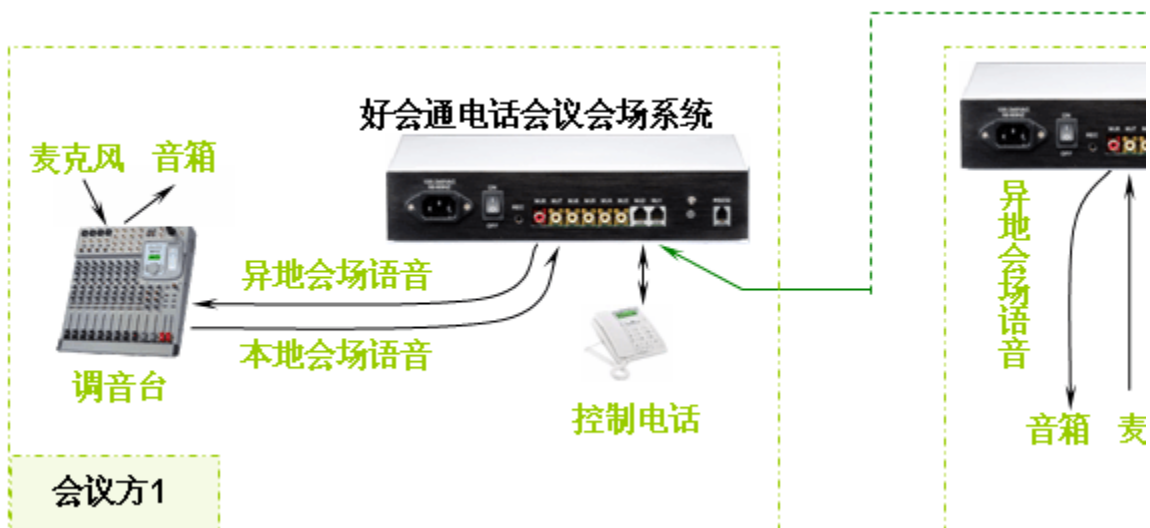 好会通电话会议会场系统
麦克风 音箱
异地会场语音
本地会场语音
调音台
控制电话
会议方1
异地会场语音
音箱
麦